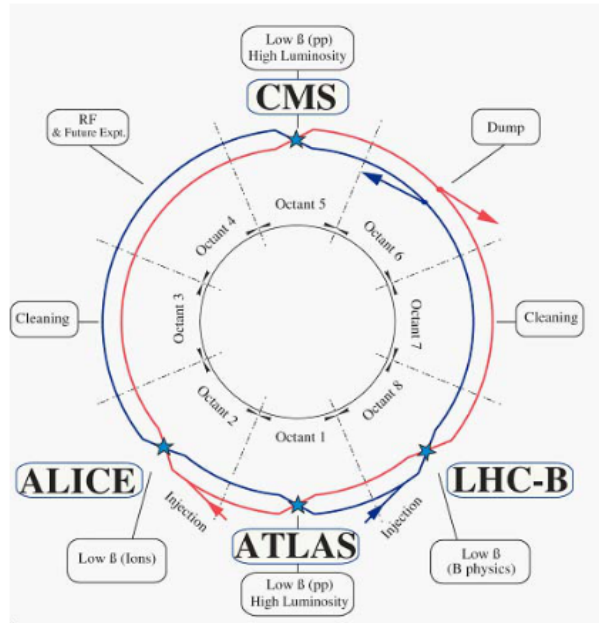 Low ß (pp)
High Luminosity
CMS
RF
& Future Expt.
Dump
Octant 5
Octant 4
Octant 6
Octant 3
Octant 7
Cleaning
Cleaning
Octant 2
Octant 8
Octant 1
ALICE
LHC-B
Injection
Injection
ATLAS
Low ß (Ions)
Low ß
(B physics)
Low ß (pp)
High Luminosity